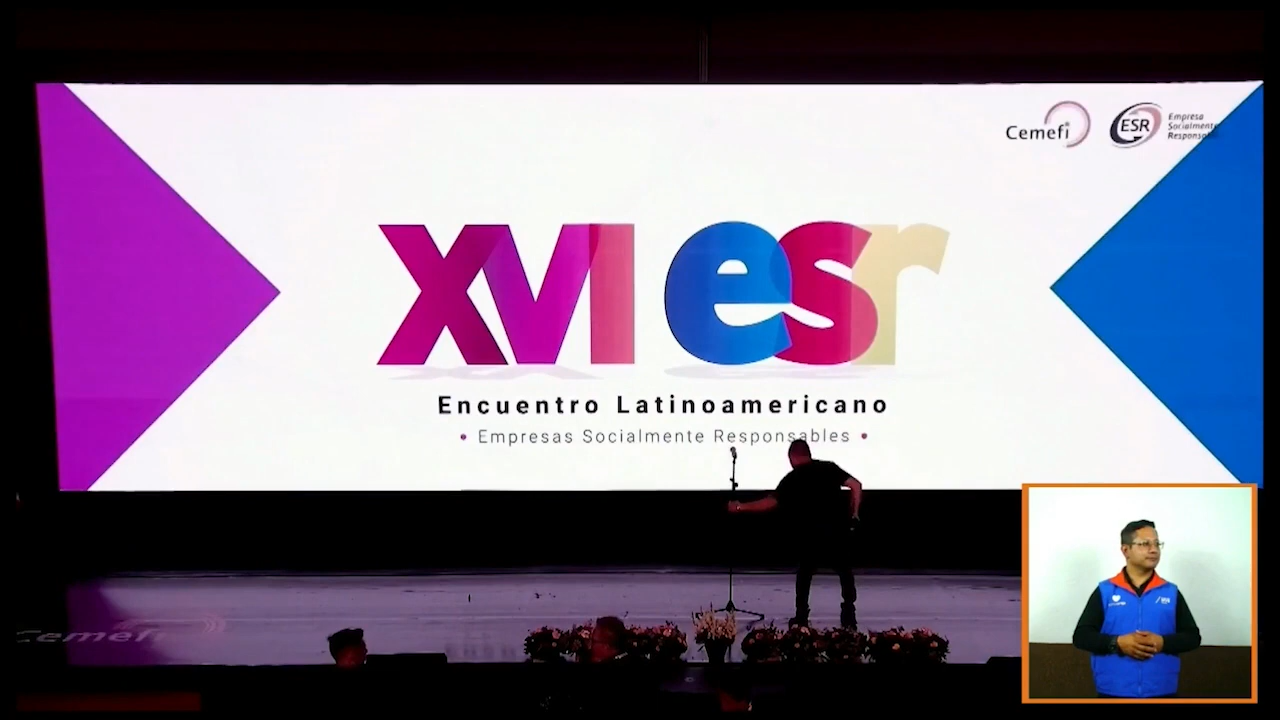 Cemefi
ESR
Empresa
Socialmente
Responsable
XVI esr
Encuentro Latinoamericano
• Empresas Socialmente Responsables •
Cemefi